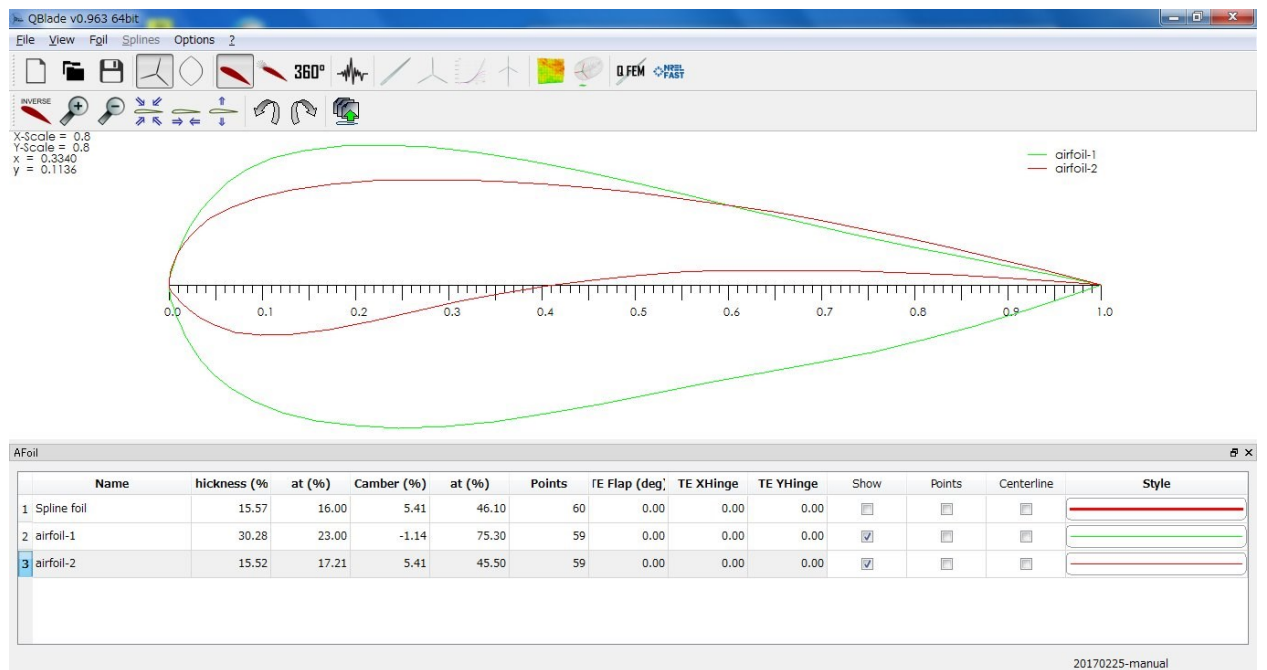 QBlade v0.963 64bit
File View Foil Splines Options ?
360° QFEM NREL FAST
INVERSE
X-Scale = 0.8
Y-Scale = 0.8
x = 0.3340
y = 0.1136
airfoil-1
airfoil-2
0.0 0.1 0.2 0.3 0.4 0.5 0.6 0.7 0.8 0.9 1.0
AFoil
Name hickness (% at (%) Camber (%) at (%) Points TE Flap (deg) TE XHinge TE YHinge Show Points Centerline Style
1 Spline foil 15.57 16.00 5.41 46.10 60 0.00 0.00 0.00
2 airfoil-1 30.28 23.00 -1.14 75.30 59 0.00 0.00 0.00
3 airfoil-2 15.52 17.21 5.41 45.50 59 0.00 0.00 0.00
20170225-manual